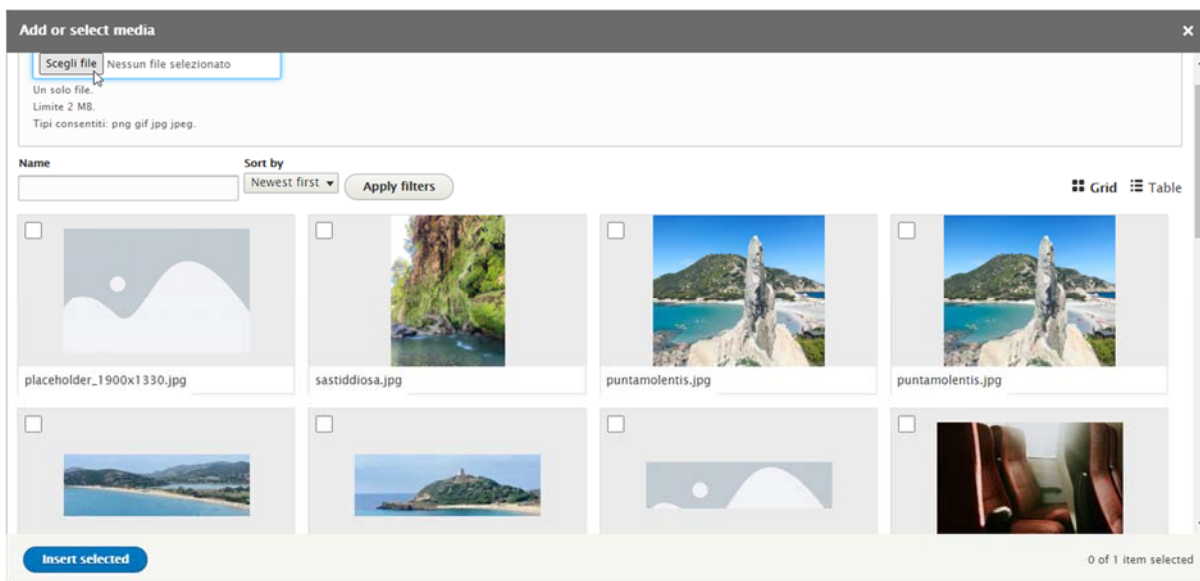 Add or select media ×
Scegli file Nessun file selezionato
Un solo file.
Limite 2 MB.
Tipi consentiti: png gif jpg jpeg.
Name Sort by
Newest first Apply filters Grid Table
placeholder_1900x1330.jpg sastiddiosa.jpg puntamolentis.jpg puntamolentis.jpg
Insert selected 0 of 1 item selected